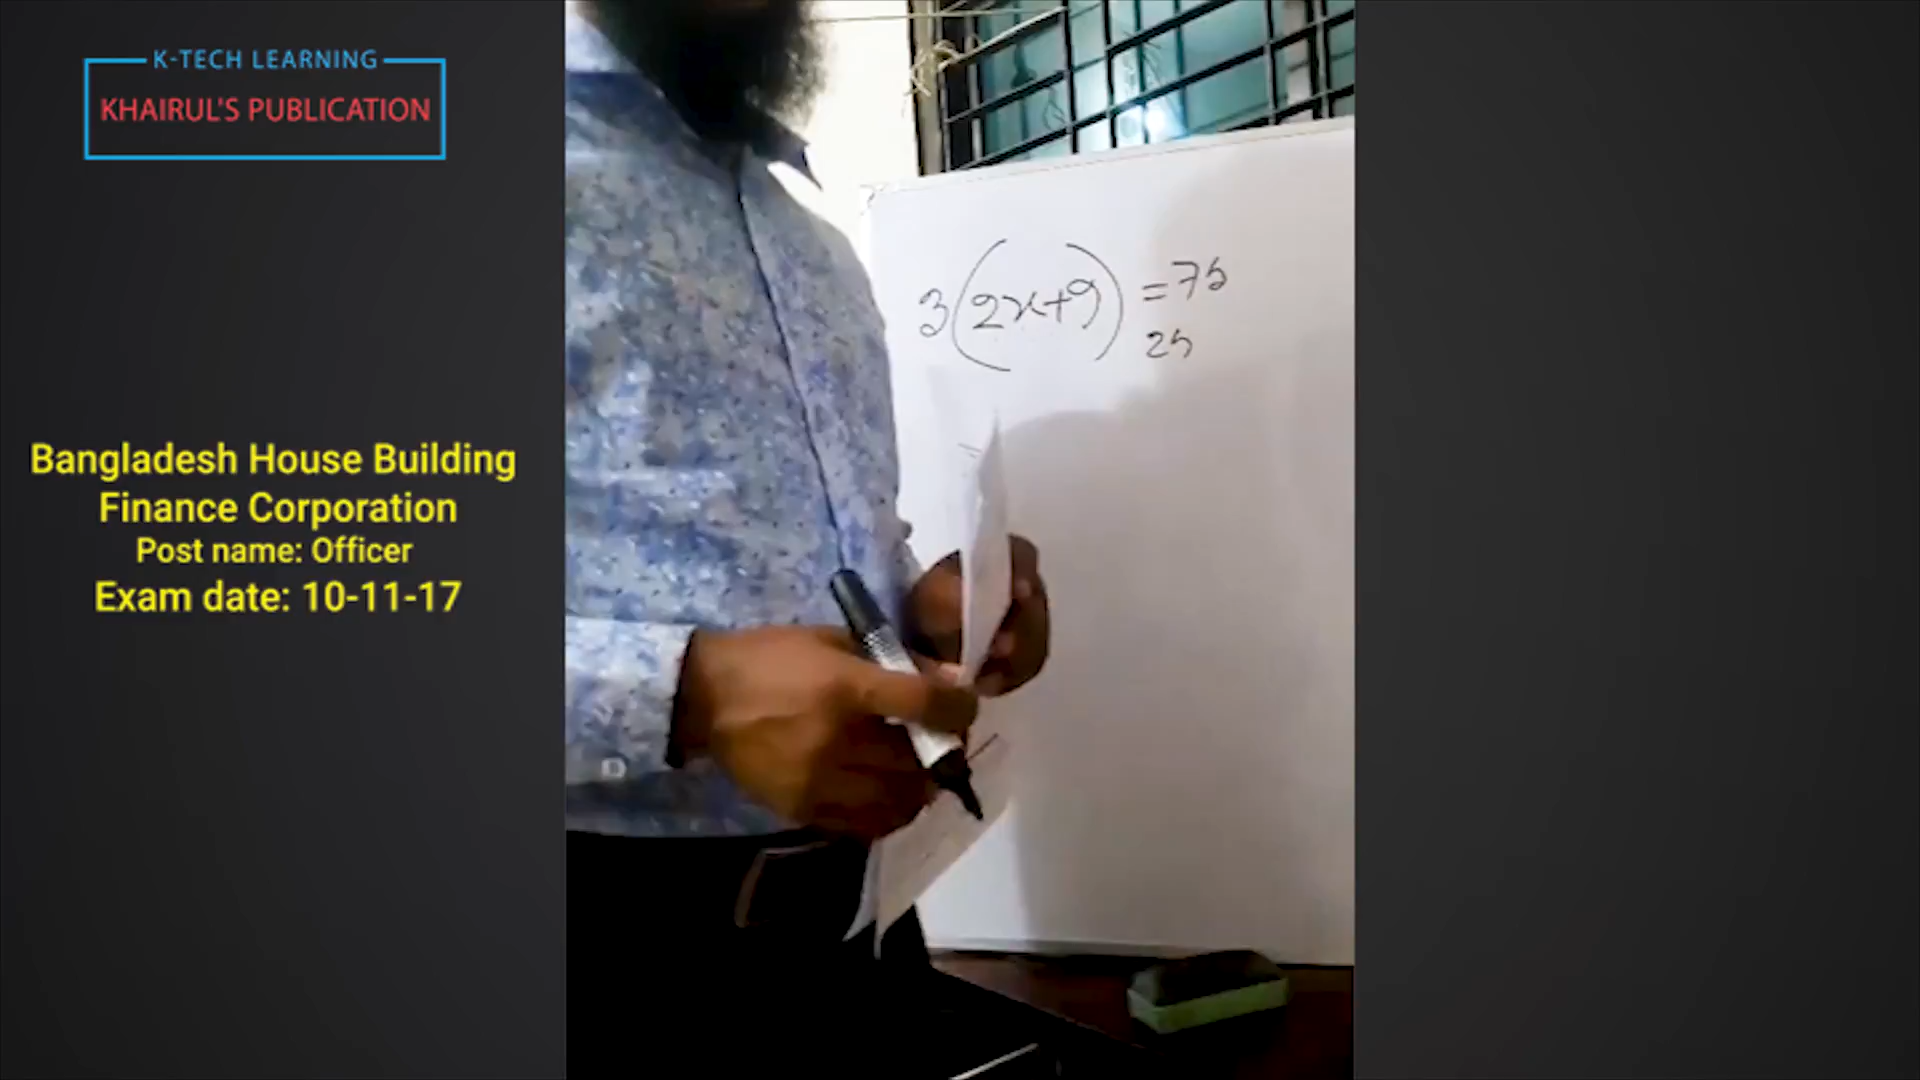 K-TECH LEARNING
KHAIRUL'S PUBLICATION
Bangladesh House Building
Finance Corporation
Post name: Officer
Exam date: 10-11-17
3(2x+9) = 75
25